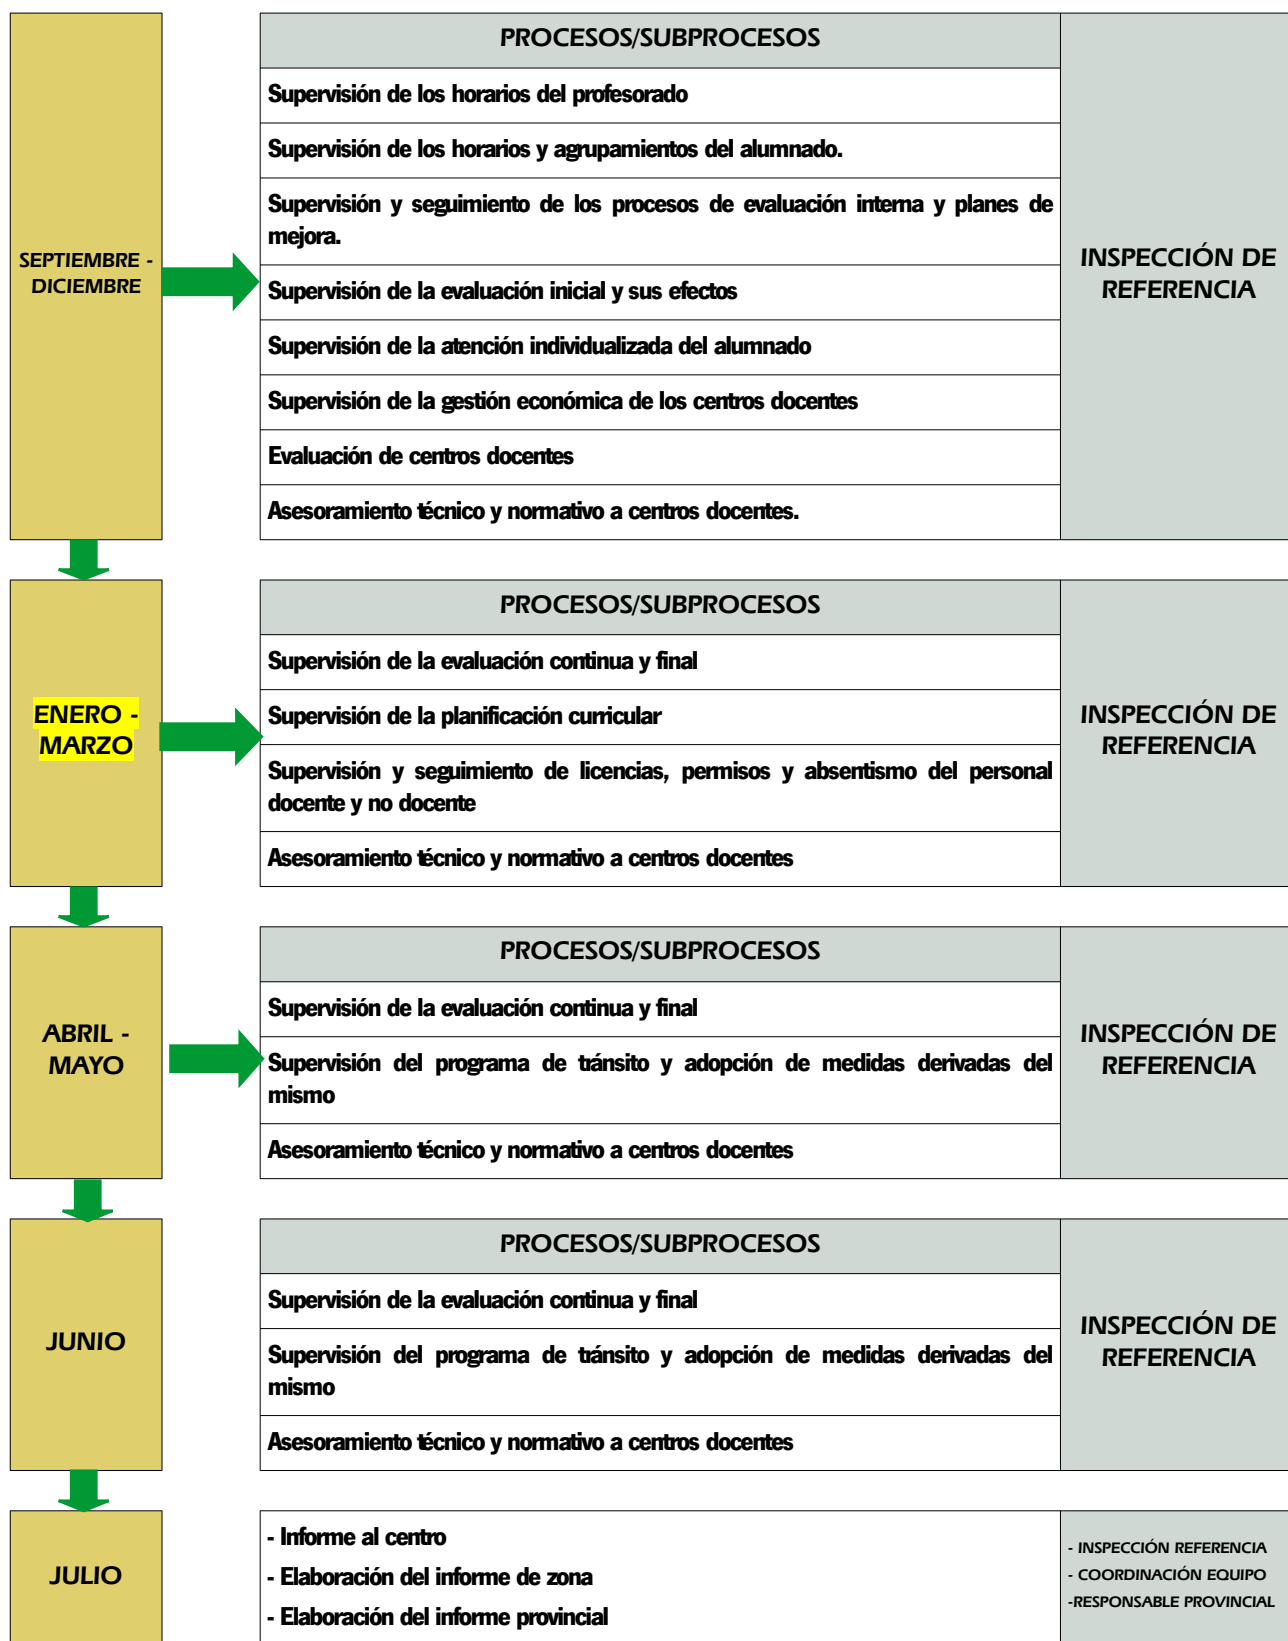 PROCESOS/SUBPROCESOS
Supervisión de los horarios del profesorado
Supervisión de los horarios y agrupamientos del alumnado.
Supervisión y seguimiento de los procesos de evaluación interna y planes de
mejora.
SEPTIEMBRE -
DICIEMBRE
Supervisión de la evaluación inicial y sus efectos
Supervisión de la atención individualizada del alumnado
Supervisión de la gestión económica de los centros docentes
Evaluación de centros docentes
Asesoramiento técnico y normativo a centros docentes.
INSPECCIÓN DE
REFERENCIA
PROCESOS/SUBPROCESOS
Supervisión de la evaluación continua y final
ENERO -
MARZO
Supervisión de la planificación curricular
Supervisión y seguimiento de licencias, permisos y absentismo del personal
docente y no docente
Asesoramiento técnico y normativo a centros docentes
INSPECCIÓN DE
REFERENCIA
PROCESOS/SUBPROCESOS
Supervisión de la evaluación continua y final
ABRIL -
MAYO
Supervisión del programa de tránsito y adopción de medidas derivadas del
mismo
Asesoramiento técnico y normativo a centros docentes
INSPECCIÓN DE
REFERENCIA
PROCESOS/SUBPROCESOS
Supervisión de la evaluación continua y final
JUNIO
Supervisión del programa de tránsito y adopción de medidas derivadas del
mismo
Asesoramiento técnico y normativo a centros docentes
INSPECCIÓN DE
REFERENCIA
JULIO
- Informe al centro
- Elaboración del informe de zona
- Elaboración del informe provincial
- INSPECCIÓN REFERENCIA
- COORDINACIÓN EQUIPO
-RESPONSABLE PROVINCIAL